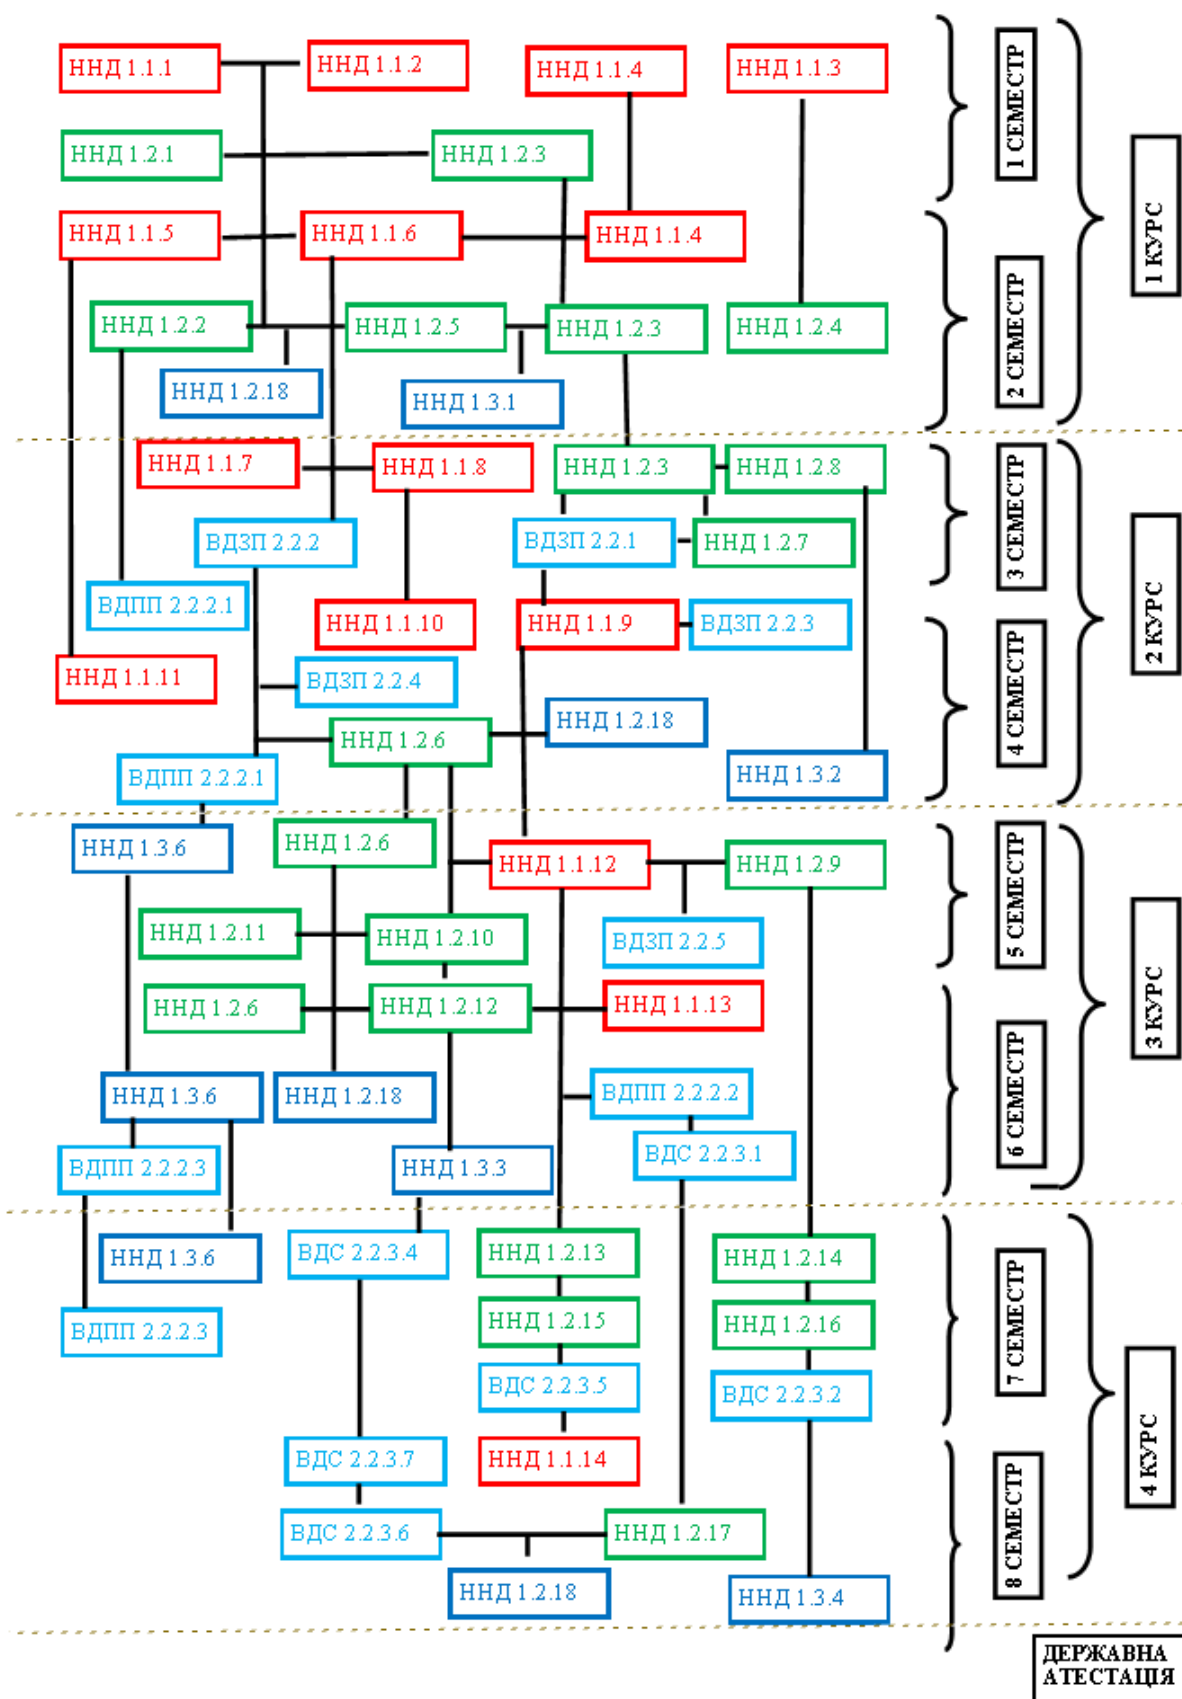 ННД 1.1.1
ННД 1.1.2
ННД 1.1.4
ННД 1.1.3
ННД 1.2.1
ННД 1.2.3
1 СЕМЕСТР
ННД 1.1.5
ННД 1.1.6
ННД 1.1.4
1 КУРС
ННД 1.2.2
ННД 1.2.5
ННД 1.2.3
ННД 1.2.4
2 СЕМЕСТР
ННД 1.2.18
ННД 1.3.1
ННД 1.1.7
ННД 1.1.8
ННД 1.2.3
ННД 1.2.8
3 СЕМЕСТР
ВДЗП 2.2.2
ВДЗП 2.2.1
ННД 1.2.7
ВДПП 2.2.2.1
ННД 1.1.10
ННД 1.1.9
ВДЗП 2.2.3
2 КУРС
ННД 1.1.11
ВДЗП 2.2.4
ННД 1.2.6
ННД 1.2.18
4 СЕМЕСТР
ВДПП 2.2.2.1
ННД 1.3.2
ННД 1.3.6
ННД 1.2.6
ННД 1.1.12
ННД 1.2.9
5 СЕМЕСТР
ННД 1.2.11
ННД 1.2.10
ВДЗП 2.2.5
3 КУРС
ННД 1.2.6
ННД 1.2.12
ННД 1.1.13
ННД 1.3.6
ННД 1.2.18
ВДПП 2.2.2.2
6 СЕМЕСТР
ВДПП 2.2.2.3
ННД 1.3.3
ВДС 2.2.3.1
ННД 1.3.6
ВДС 2.2.3.4
ННД 1.2.13
ННД 1.2.14
7 СЕМЕСТР
ВДПП 2.2.2.3
ННД 1.2.15
ННД 1.2.16
ВДС 2.2.3.5
ВДС 2.2.3.2
4 КУРС
ВДС 2.2.3.7
ННД 1.1.14
8 СЕМЕСТР
ВДС 2.2.3.6
ННД 1.2.17
ННД 1.2.18
ННД 1.3.4
ДЕРЖАВНА
АТЕСТАЦІЯ